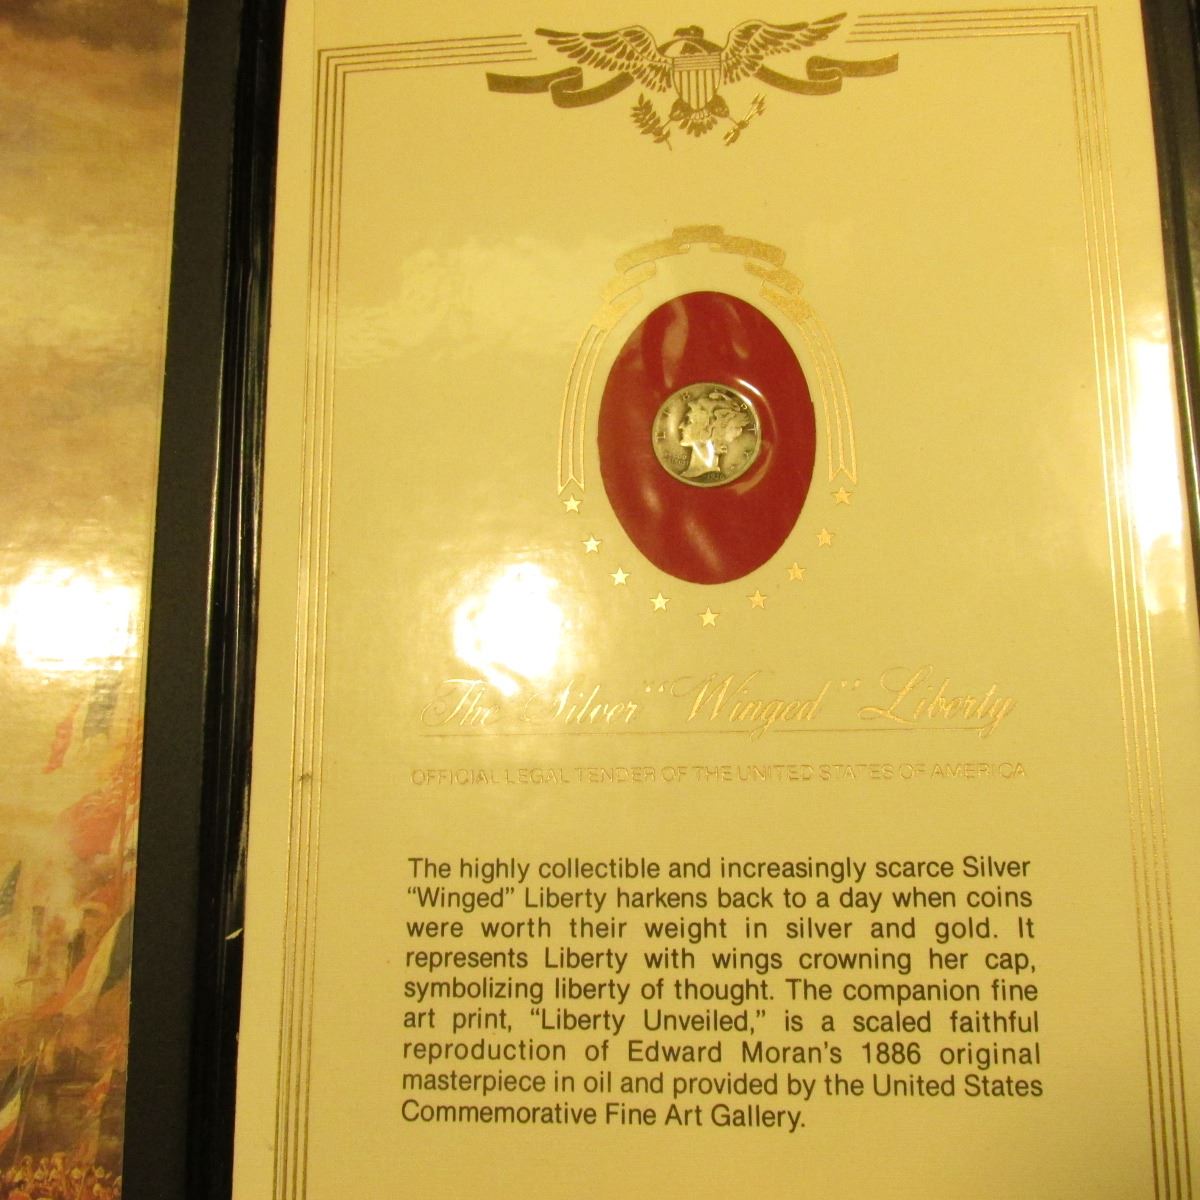 LIBERTY
The Silver "Winged" Liberty
OFFICIAL LEGAL TENDER OF THE UNITED STATES OF AMERICA
The highly collectible and increasingly scarce Silver
“Winged” Liberty harkens back to a day when coins
were worth their weight in silver and gold. It
represents Liberty with wings crowning her cap,
symbolizing liberty of thought. The companion fine
art print, “Liberty Unveiled,” is a scaled faithful
reproduction of Edward Moran’s 1886 original
masterpiece in oil and provided by the United States
Commemorative Fine Art Gallery.